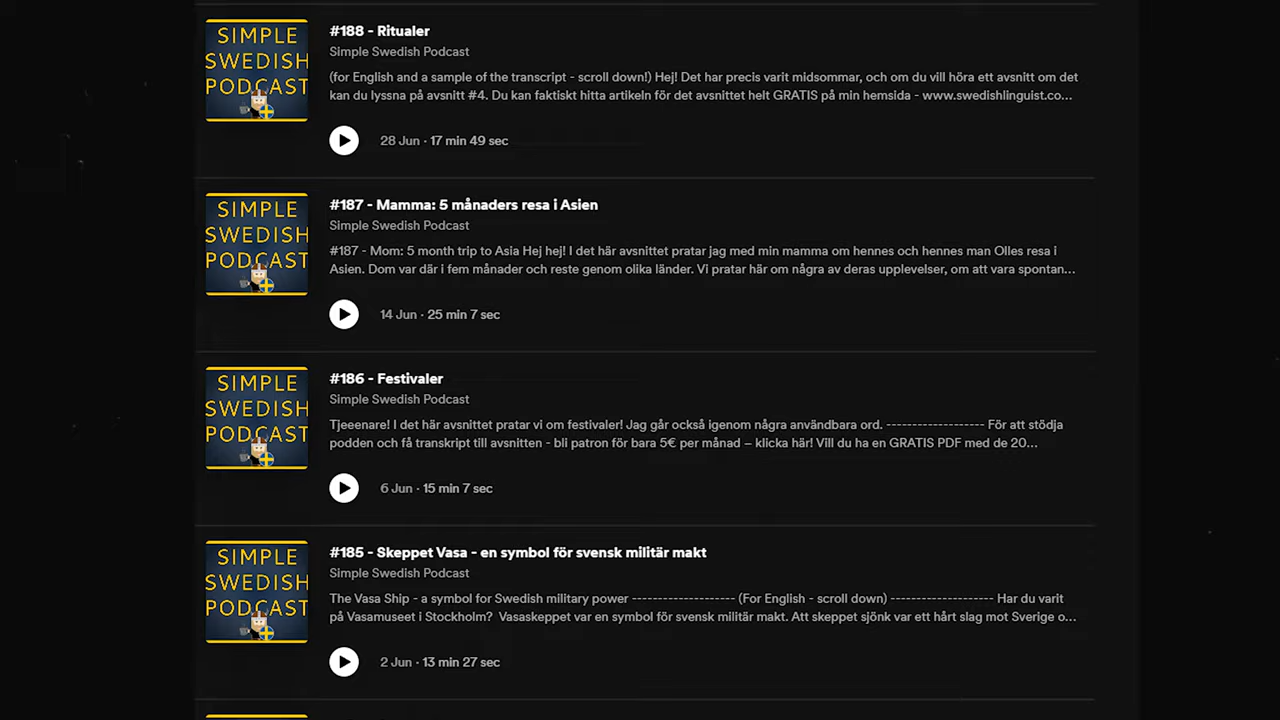 SIMPLE
SWEDISH
PODCAST
#188 - Ritualer
Simple Swedish Podcast
(for English and a sample of the transcript - scroll down!) Hej! Det har precis varit midsommar, och om du vill höra ett avsnitt om det
kan du lyssna på avsnitt #4. Du kan faktiskt hitta artikeln för det avsnittet helt GRATIS på min hemsida - www.swedishlinguist.co...
28 Jun · 17 min 49 sec
SIMPLE
SWEDISH
PODCAST
#187 - Mamma: 5 månaders resa i Asien
Simple Swedish Podcast
#187 - Mom: 5 month trip to Asia Hej hej! I det här avsnittet pratar jag med min mamma om hennes och hennes man Olles resa i
Asien. Dom var där i fem månader och reste genom olika länder. Vi pratar här om några av deras upplevelser, om att vara spontan...
14 Jun · 25 min 7 sec
SIMPLE
SWEDISH
PODCAST
#186 - Festivaler
Simple Swedish Podcast
Tjeeenare! I det här avsnittet pratar vi om festivaler! Jag går också igenom några användbara ord. ------------------- För att stödja
podden och få transkript till avsnitten - bli patron för bara 5€ per månad – klicka här! Vill du ha en GRATIS PDF med de 20...
6 Jun · 15 min 7 sec
SIMPLE
SWEDISH
PODCAST
#185 - Skeppet Vasa - en symbol för svensk militär makt
Simple Swedish Podcast
The Vasa Ship - a symbol for Swedish military power -------------------- (For English - scroll down) -------------------- Har du varit
på Vasamuseet i Stockholm? Vasaskeppet var en symbol för svensk militär makt. Att skeppet sjönk var ett hårt slag mot Sverige o...
2 Jun · 13 min 27 sec